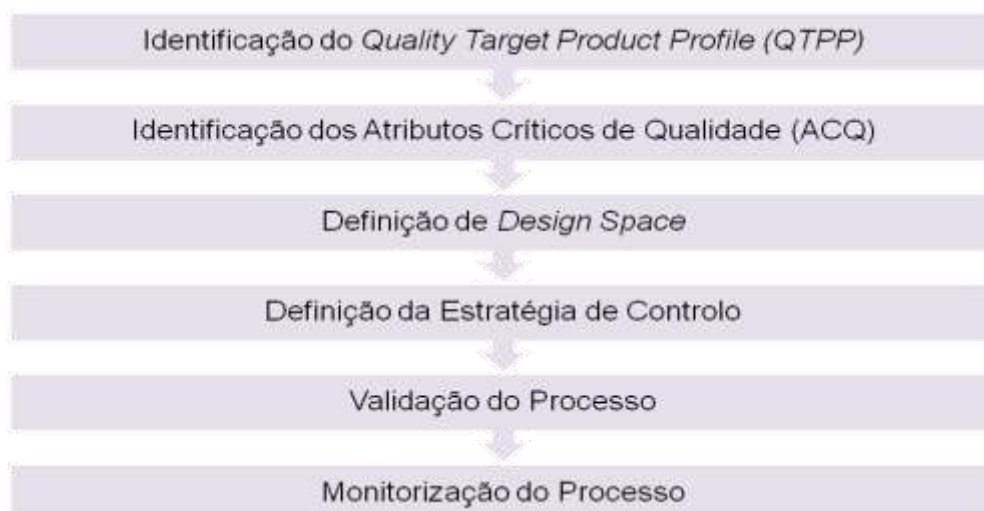 Identificação do Quality Target Product Profile (QTPP)
Identificação dos Atributos Críticos de Qualidade (ACQ)
Definição de Design Space
Definição da Estratégia de Controlo
Validação do Processo
Monitorização do Processo